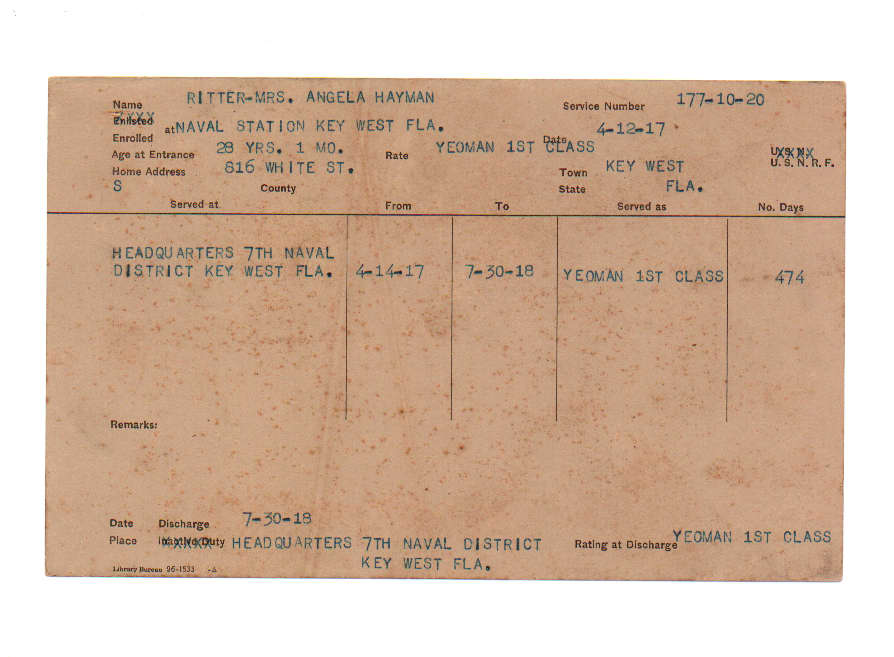 Name RITTER-MRS. ANGELA HAYMAN Service Number 177-10-20
Enlisted
Enrolled at NAVAL STATION KEY WEST FLA. Date 4-12-17
Age at Entrance 28 YRS. 1 MO. Rate YEOMAN 1ST CLASS U.S.N.
U.S.N.R.F.
Home Address 816 WHITE ST. Town KEY WEST
S County State FLA.
Served at From To Served as No. Days
HEADQUARTERS 7TH NAVAL
DISTRICT KEY WEST FLA. 4-14-17 7-30-18 YEOMAN 1ST CLASS 474
Remarks:
Date Discharge 7-30-18
Place Inactive Duty HEADQUARTERS 7TH NAVAL DISTRICT Rating at Discharge YEOMAN 1ST CLASS
KEY WEST FLA.
Library Bureau 96-1533